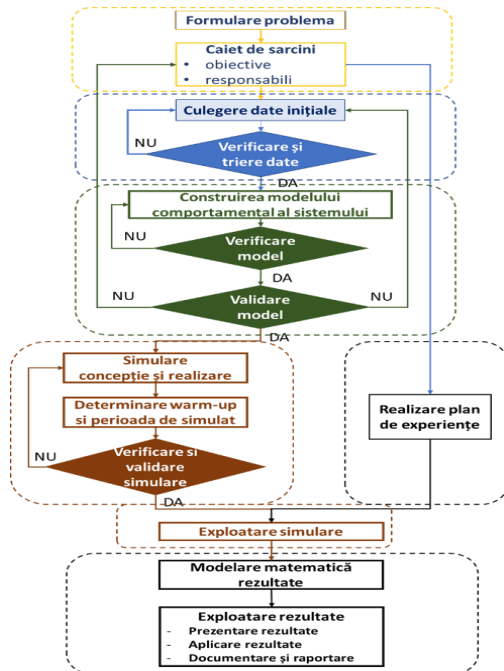 Formulare problema
Caiet de sarcini
• obiective
• responsabili
Culegere date inițiale
NU
Verificare și
triere date
DA
Construirea modelului
comportamental al sistemului
NU
Verificare
model
DA
NU
Validare
model
NU
DA
Simulare
concepție și realizare
Determinare warm-up
si perioada de simulat
Realizare plan
de experiențe
NU
Verificare si
validare
simulare
DA
Exploatare simulare
Modelare matematică
rezultate
Exploatare rezultate
- Prezentare rezultate
- Aplicare rezultate
- Documentare și raportare